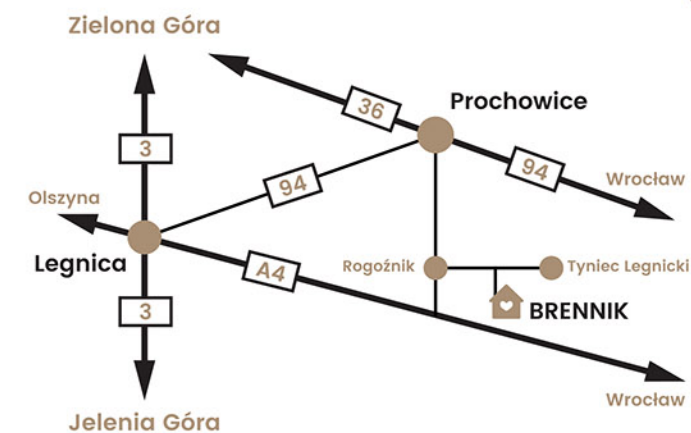 Zielona Góra
36
Prochowice
3
94
94
Wrocław
Olszyna
Legnica
A4
Rogoźnik
Tyniec Legnicki
3
BRENNIK
Wrocław
Jelenia Góra